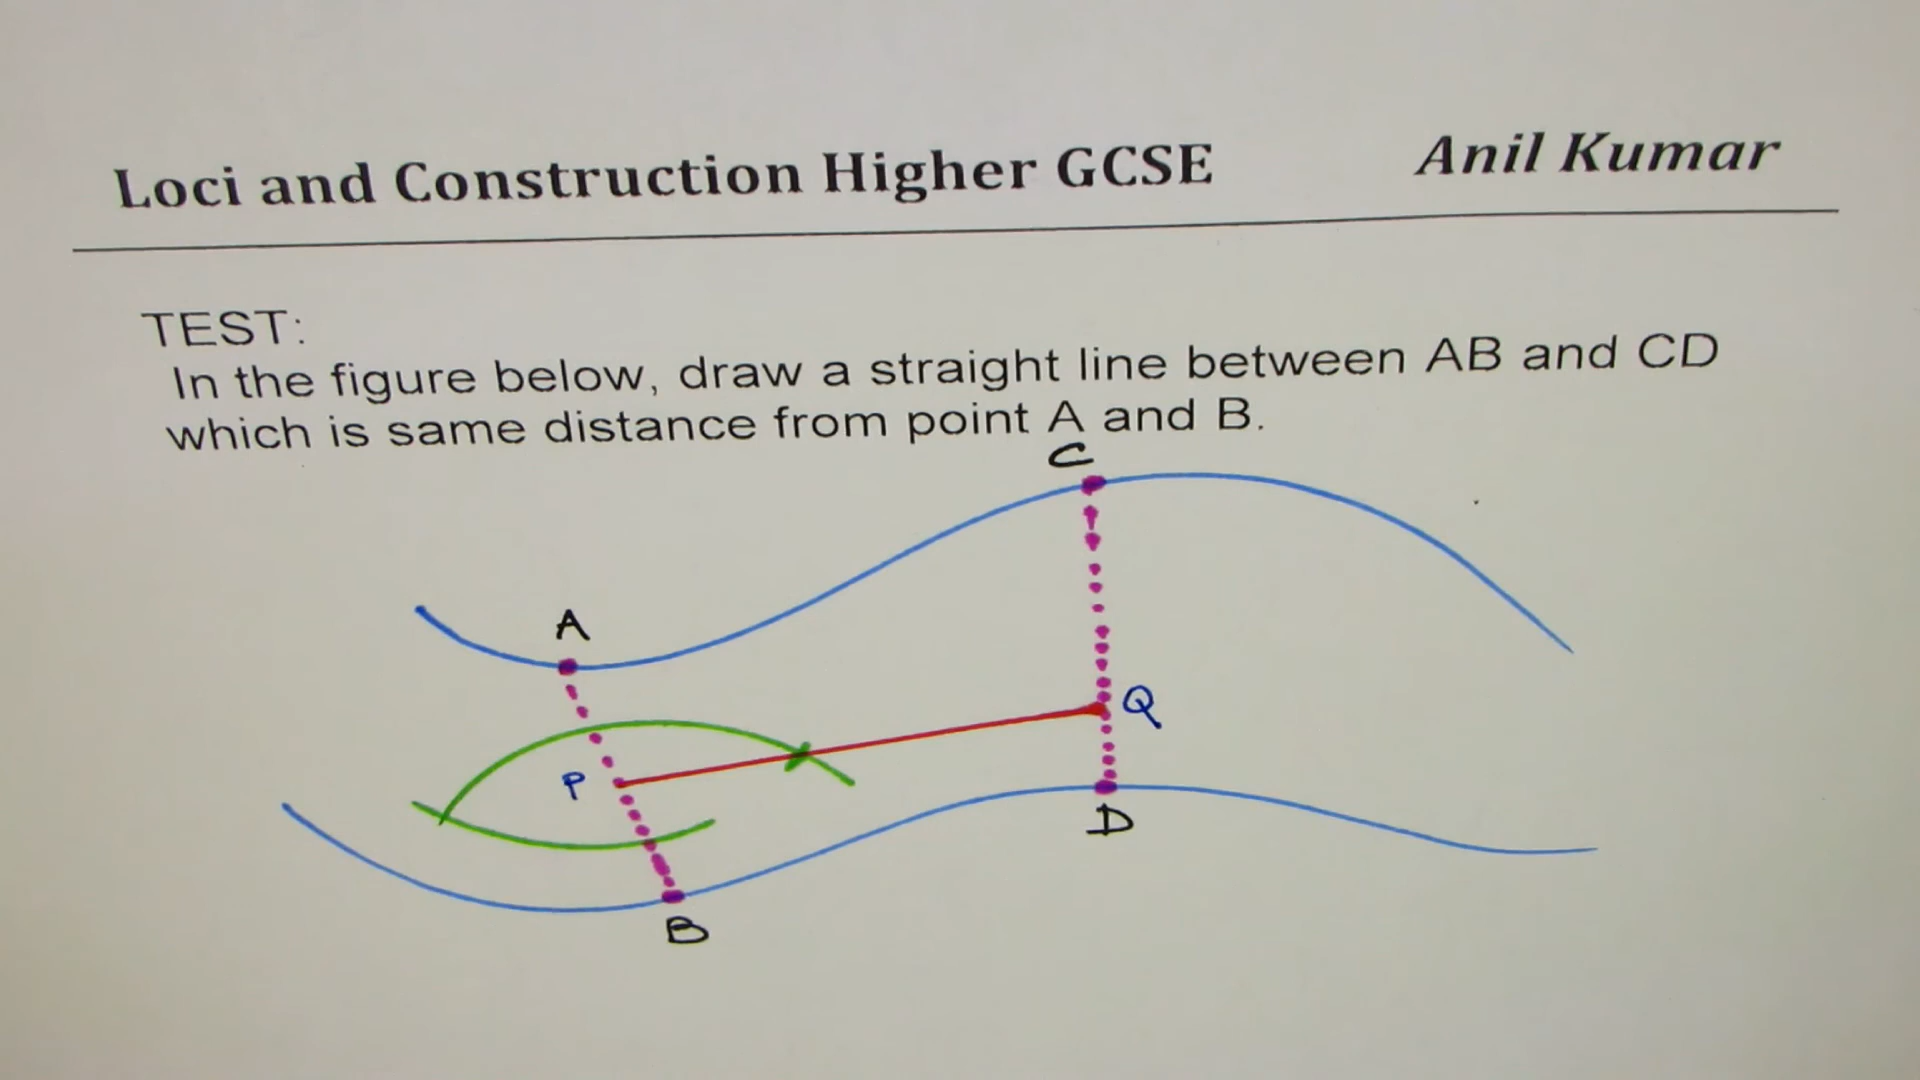 Loci and Construction Higher GCSE Anil Kumar
TEST:
In the figure below, draw a straight line between AB and CD
which is same distance from point A and B.
C
A
Q
P
D
B